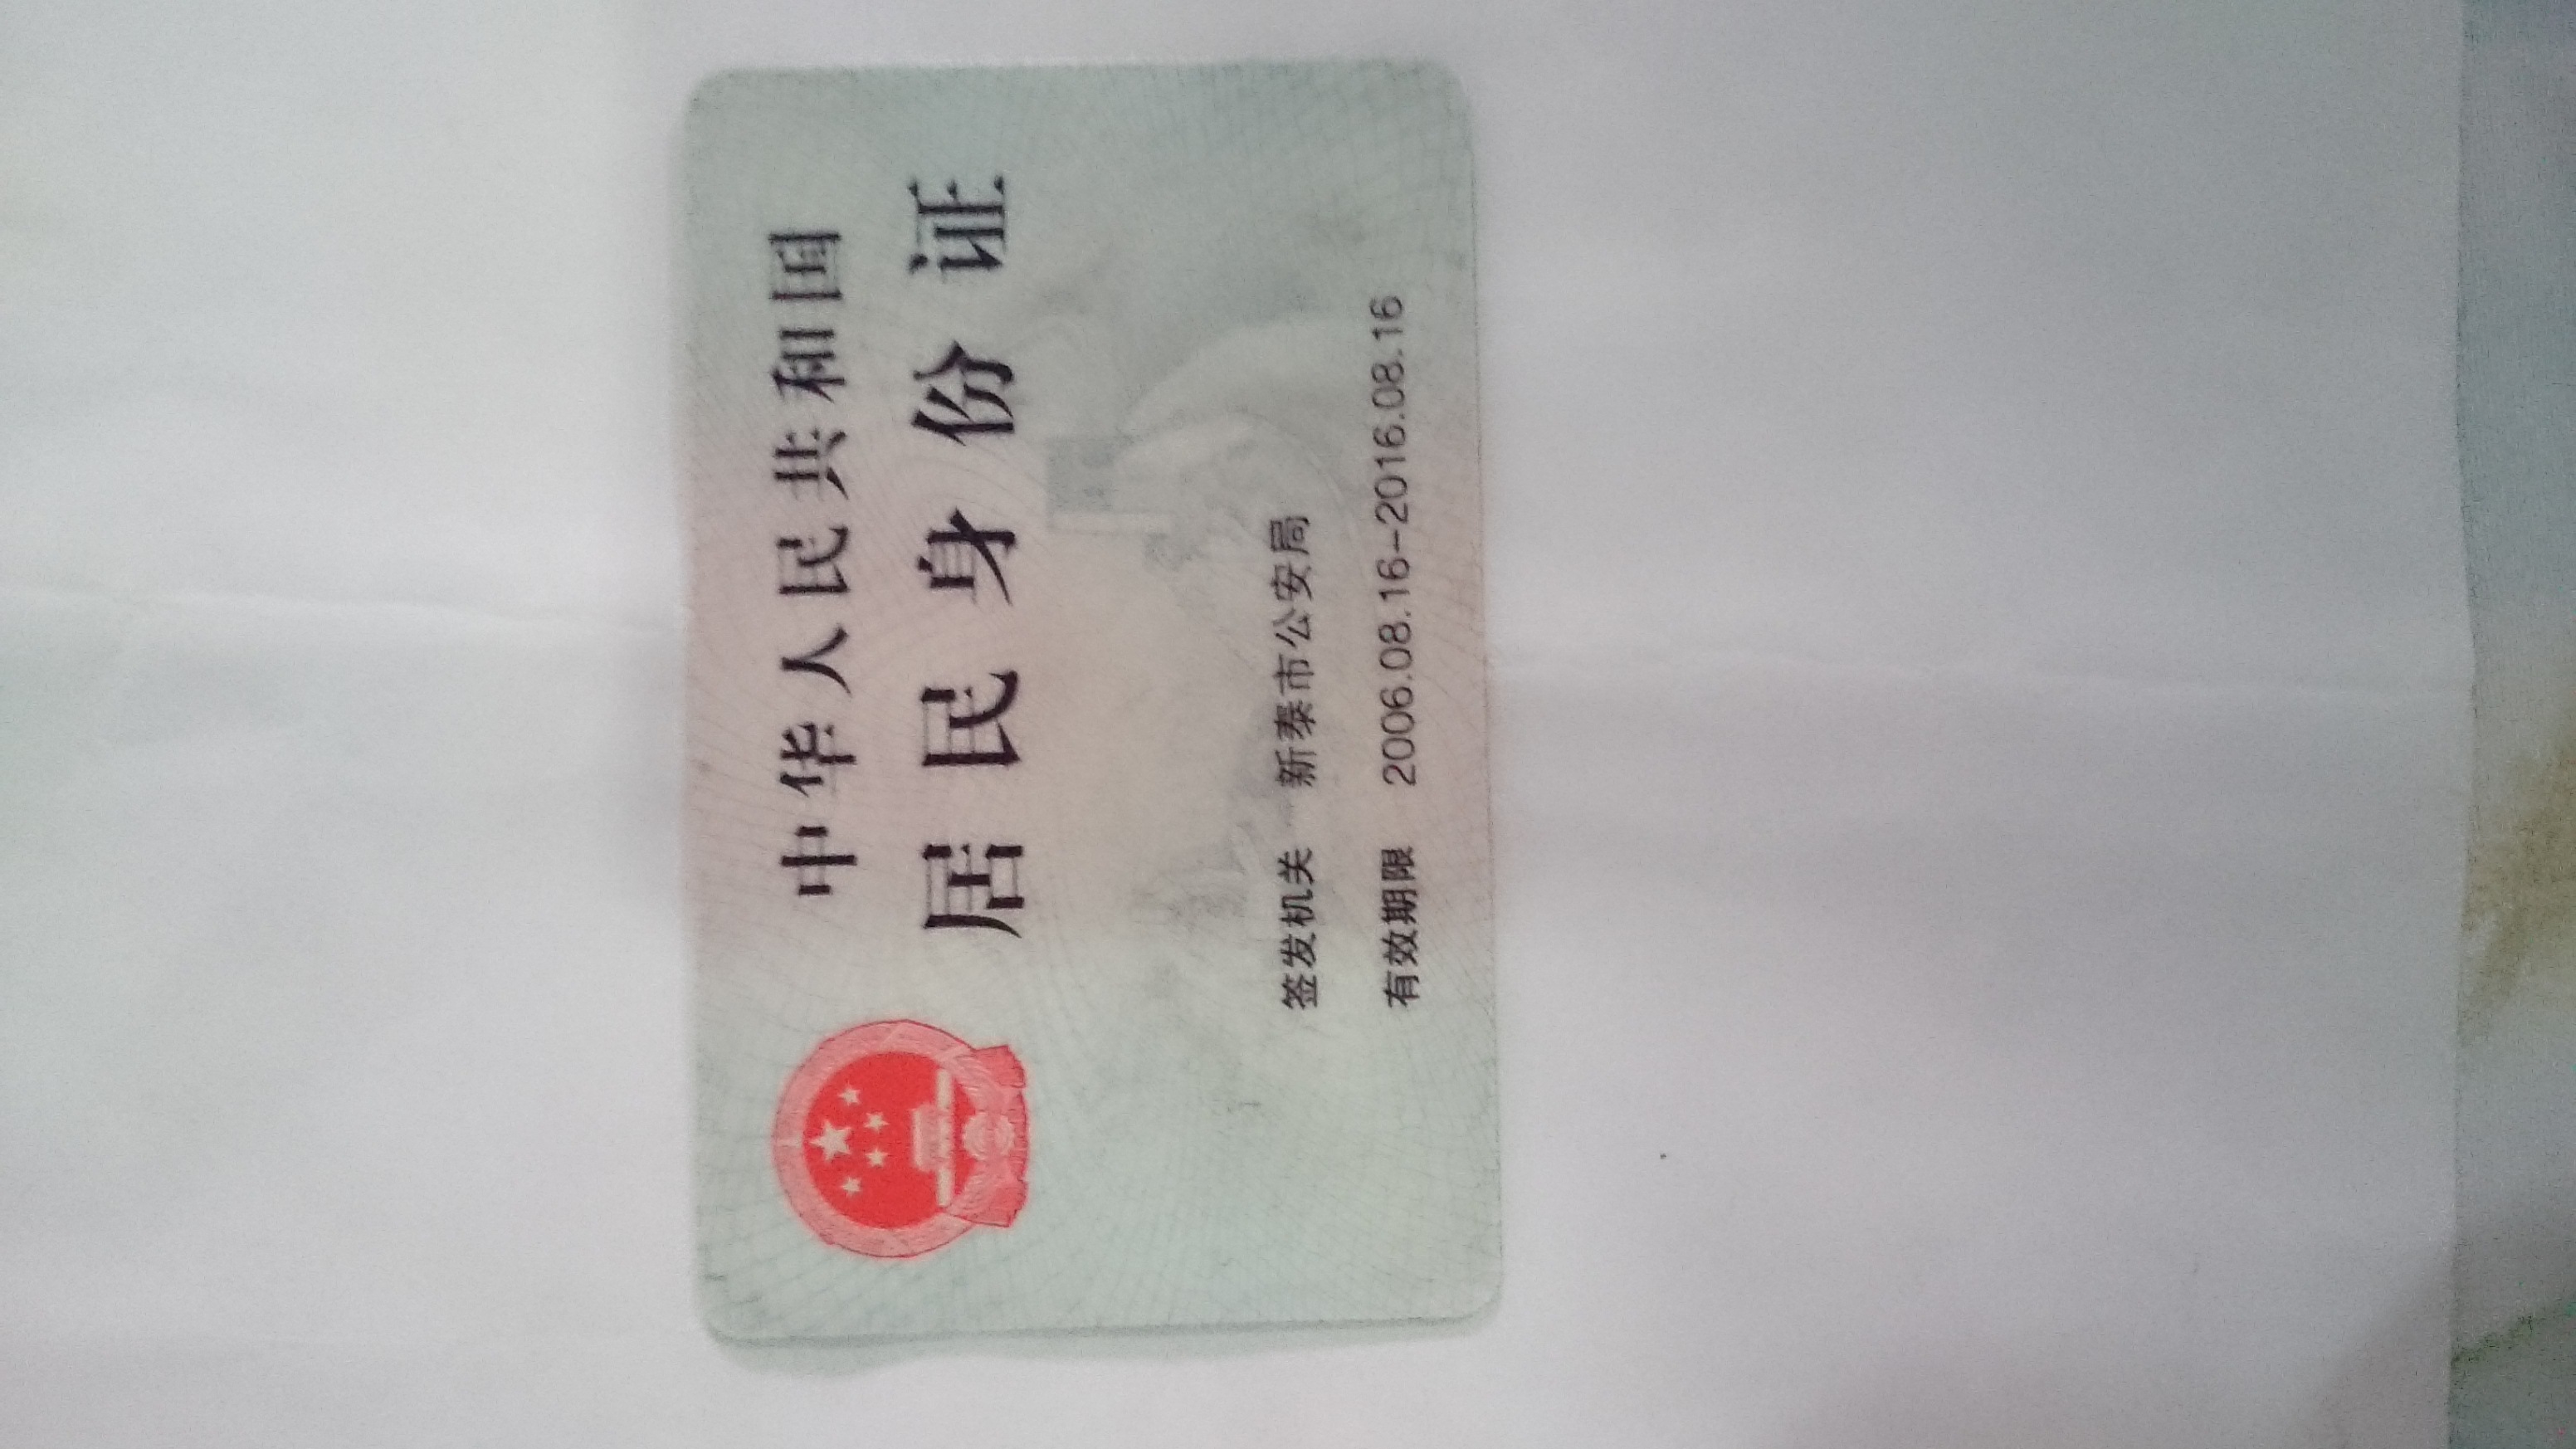 中华人民共和国
居民身份证
签发机关 新泰市公安局
有效期限 2006.08.16-2016.08.16